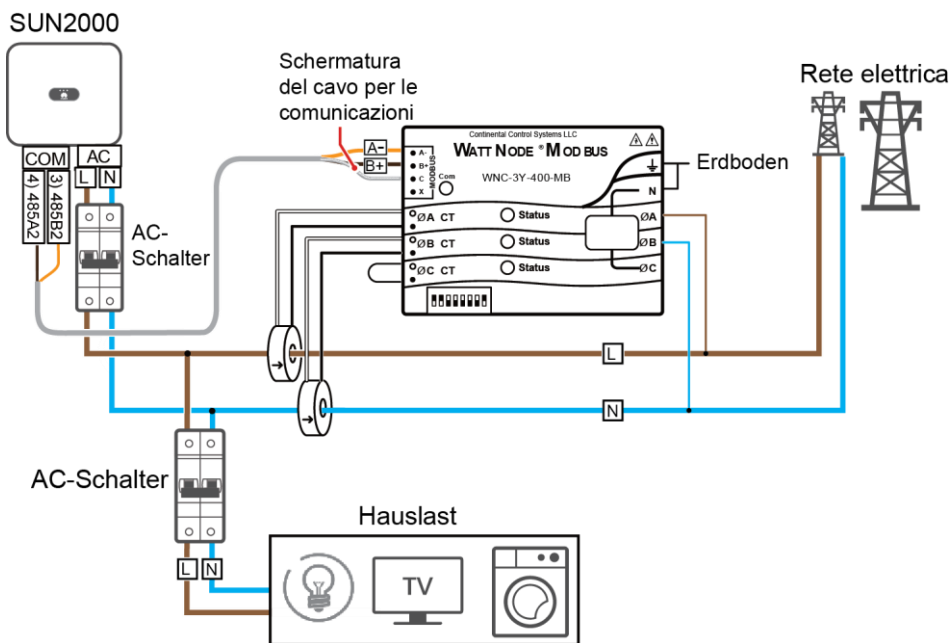 SUN2000
COM
AC
4) 485A2
3) 485B2
L
N
AC-
Schalter
Schermatura
del cavo per le
comunicazioni
A-
B+
Continental Control Systems LLC
WATT NODE ® MODBUS
WNC-3Y-400-MB
A-
B+
C
X
MODBUS
Com
ØA CT
Status
ØB CT
Status
ØC CT
Status
N
ØA
ØB
ØC
Erdboden
Rete elettrica
L
N
AC-Schalter
L
N
Hauslast
TV